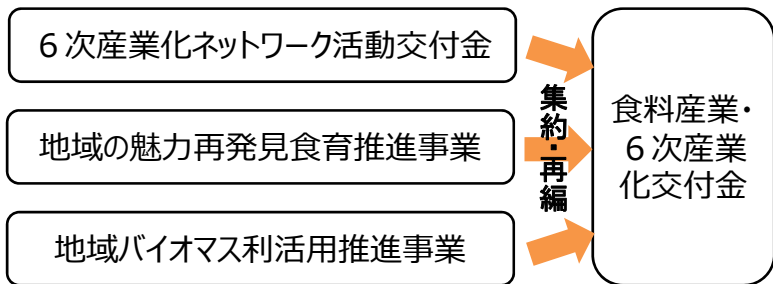 ６次産業化ネットワーク活動交付金
地域の魅力再発見食育推進事業
地域バイオマス利活用推進事業
集約・再編
食料産業・
６次産業
化交付金